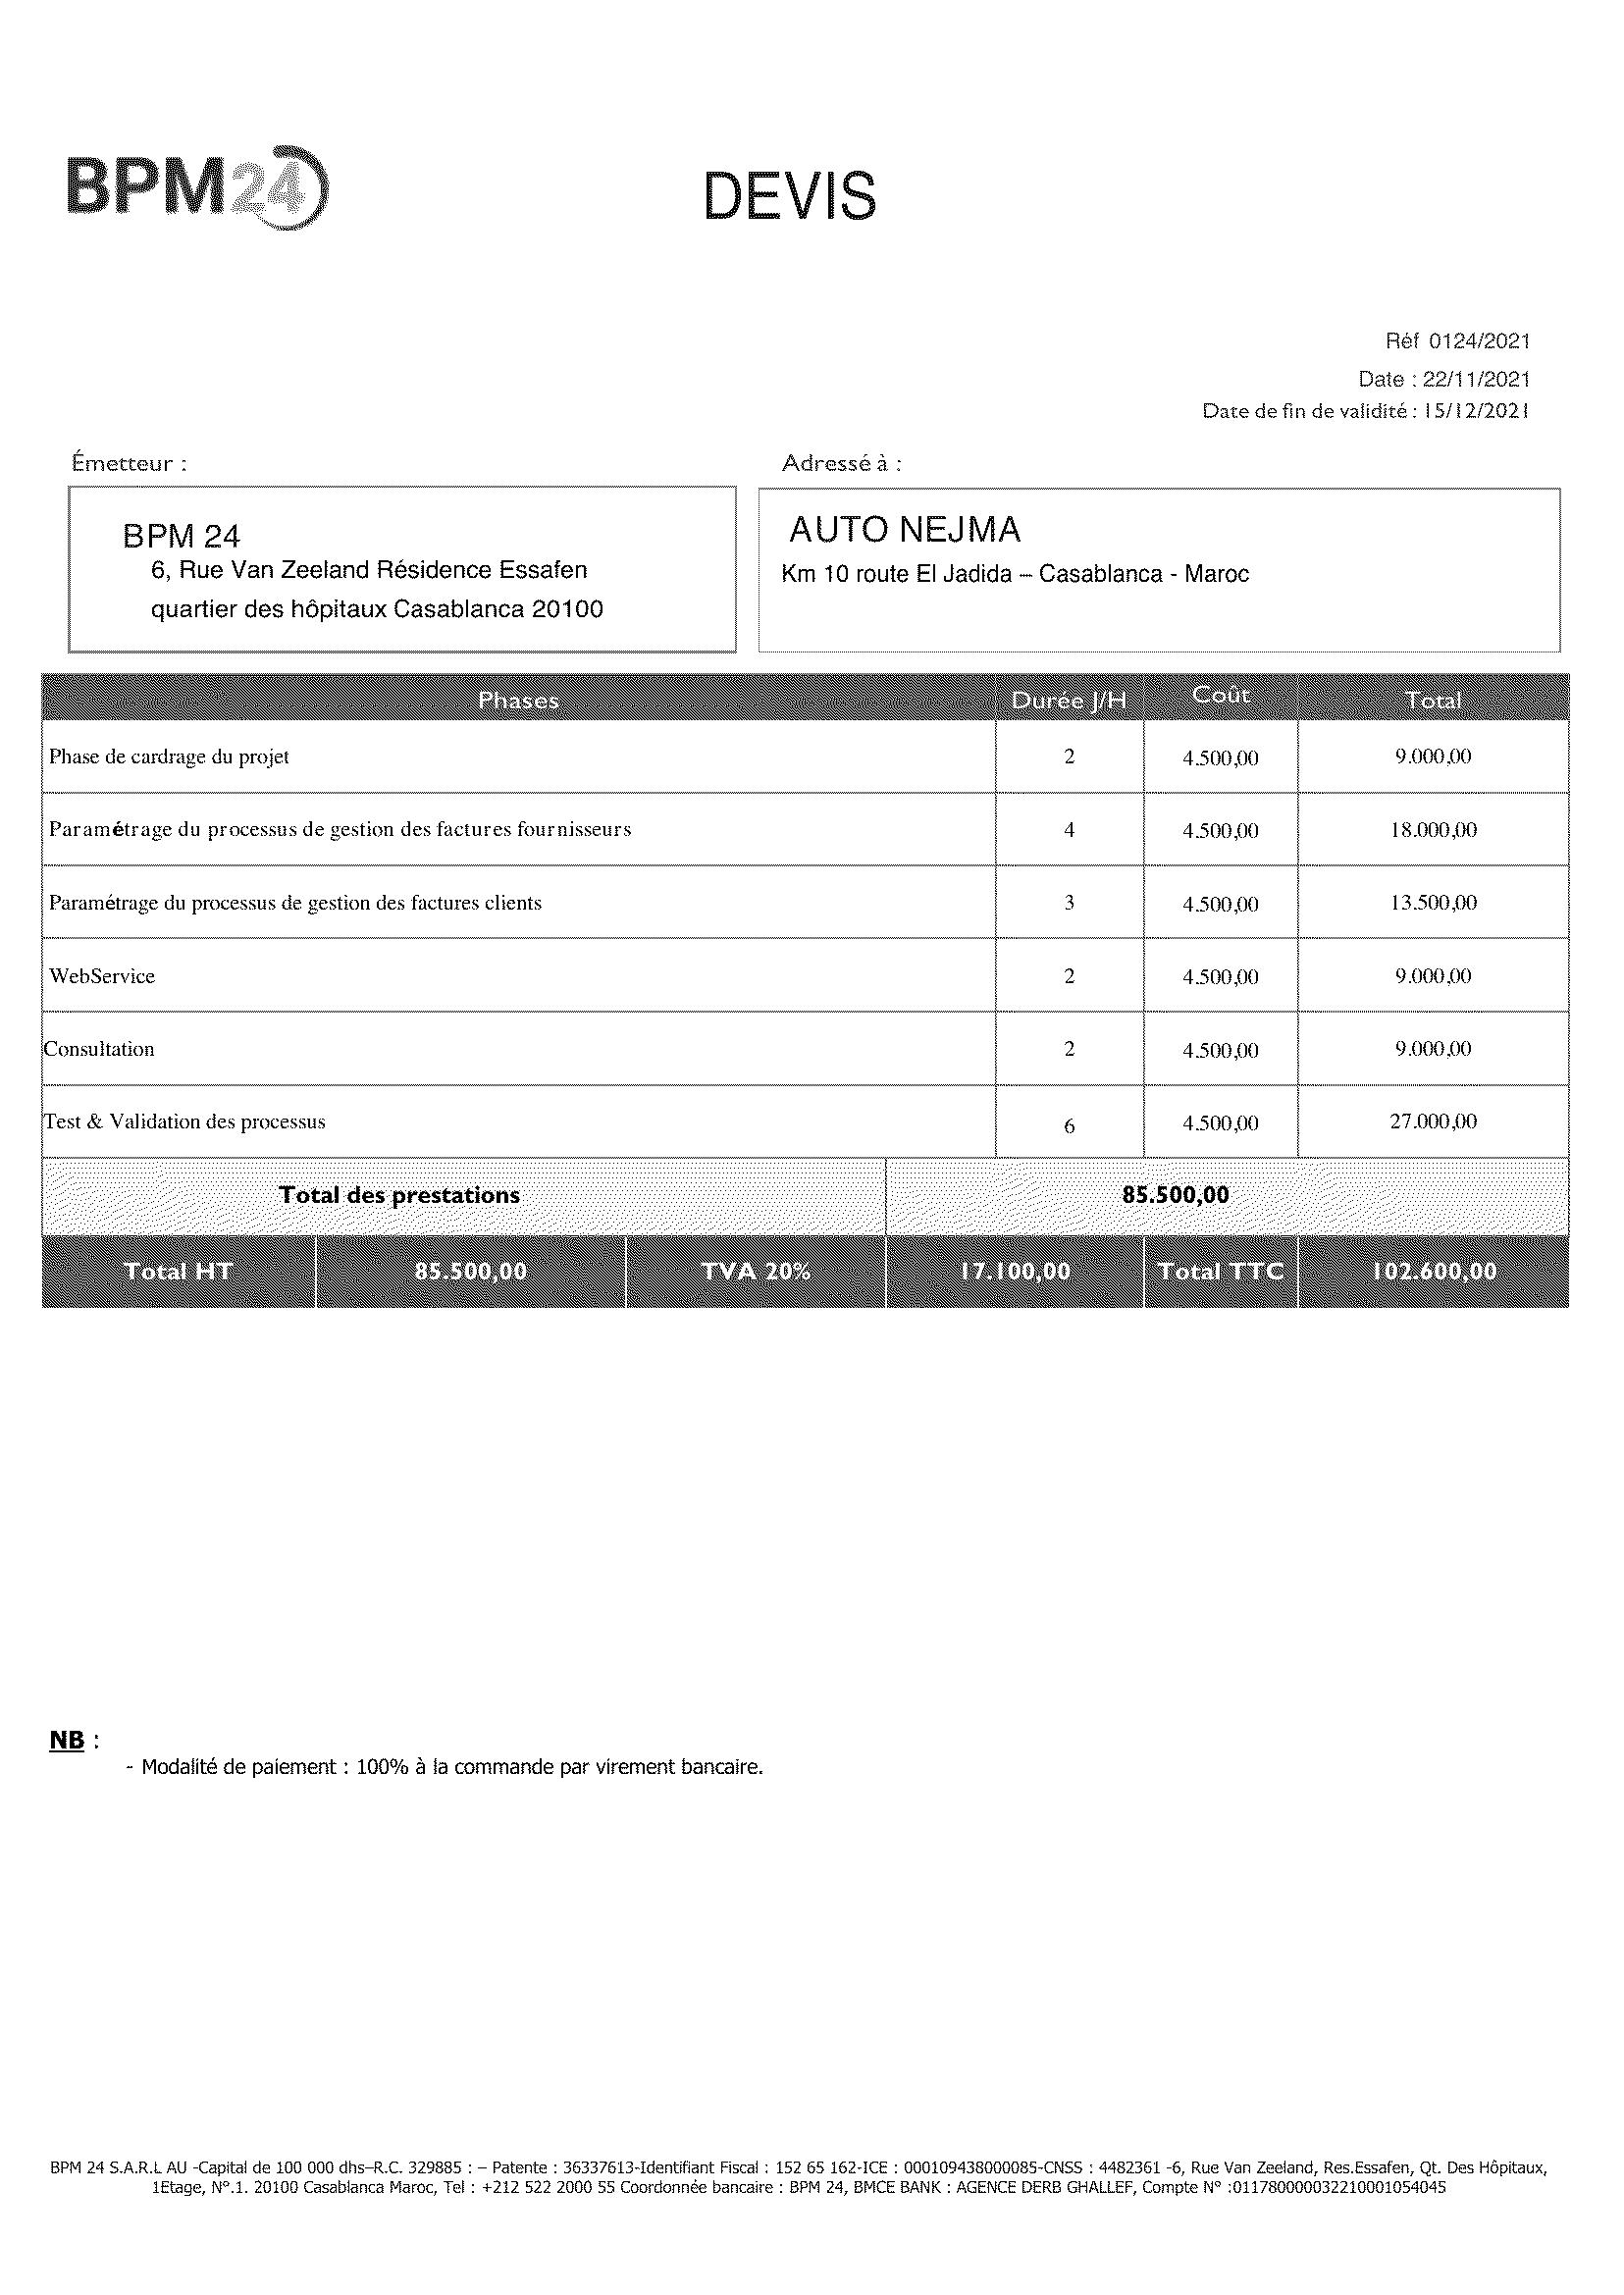 BPM24
DEVIS
Réf 0124/2021
Date : 22/11/2021
Date de fin de validité : 15/12/2021
Émetteur :
Adressé à :
BPM 24
6, Rue Van Zeeland Résidence Essafen
quartier des hôpitaux Casablanca 20100
AUTO NEJMA
Km 10 route El Jadida – Casablanca - Maroc
Phases Durée J/H Coût Total
Phase de cardrage du projet 2 4.500,00 9.000,00
Paramétrage du processus de gestion des factures fournisseurs 4 4.500,00 18.000,00
Paramétrage du processus de gestion des factures clients 3 4.500,00 13.500,00
WebService 2 4.500,00 9.000,00
Consultation 2 4.500,00 9.000,00
Test & Validation des processus 6 4.500,00 27.000,00
Total des prestations 85.500,00
Total HT 85.500,00 TVA 20% 17.100,00 Total TTC 102.600,00
NB :
- Modalité de paiement : 100% à la commande par virement bancaire.
BPM 24 S.A.R.L AU -Capital de 100 000 dhs–R.C. 329885 : – Patente : 36337613-Identifiant Fiscal : 152 65 162-ICE : 000109438000085-CNSS : 4482361 -6, Rue Van Zeeland, Res.Essafen, Qt. Des Hôpitaux,
1Etage, N°.1. 20100 Casablanca Maroc, Tel : +212 522 2000 55 Coordonnée bancaire : BPM 24, BMCE BANK : AGENCE DERB GHALLEF, Compte N° :011780000032210001054045